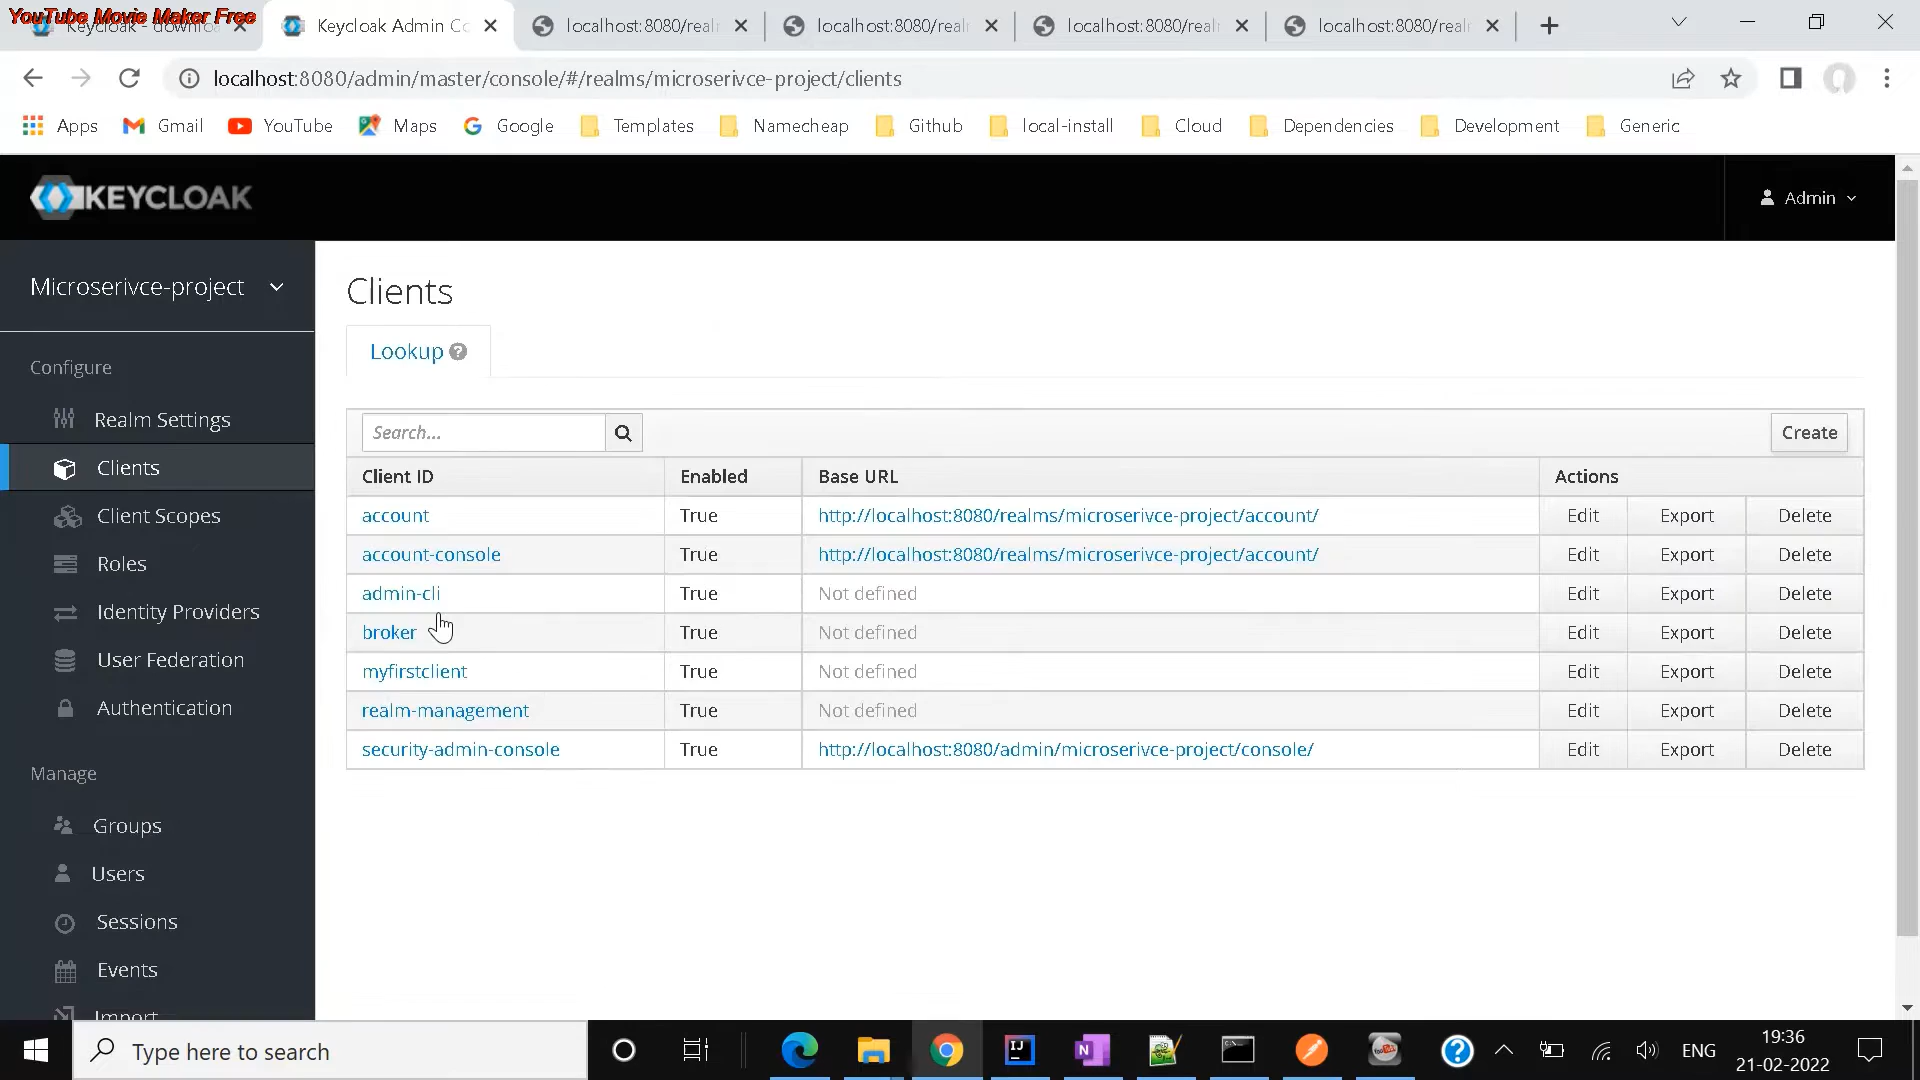 YouTube Movie Maker Free
Keycloak - downlo
Keycloak Admin Co
localhost:8080/real
localhost:8080/real
localhost:8080/real
localhost:8080/real
localhost:8080/admin/master/console/#/realms/microserivce-project/clients
Apps Gmail YouTube Maps Google Templates Namecheap Github local-install Cloud Dependencies Development Generic
KEYCLOAK
Admin
Microserivce-project
Configure
Realm Settings
Clients
Client Scopes
Roles
Identity Providers
User Federation
Authentication
Manage
Groups
Users
Sessions
Events
Import
Clients
Lookup
Search...
Create
Client ID Enabled Base URL Actions
account True http://localhost:8080/realms/microserivce-project/account/ Edit Export Delete
account-console True http://localhost:8080/realms/microserivce-project/account/ Edit Export Delete
admin-cli True Not defined Edit Export Delete
broker True Not defined Edit Export Delete
myfirstclient True Not defined Edit Export Delete
realm-management True Not defined Edit Export Delete
security-admin-console True http://localhost:8080/admin/microserivce-project/console/ Edit Export Delete
Type here to search
ENG
19:36
21-02-2022